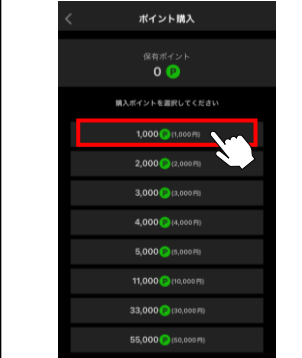 ポイント購入
保有ポイント
0 P
購入ポイントを選択してください
1,000 P (1,000円)
2,000 P (2,000円)
3,000 P (3,000円)
4,000 P (4,000円)
5,000 P (5,000円)
11,000 P (10,000円)
33,000 P (30,000円)
55,000 P (50,000円)